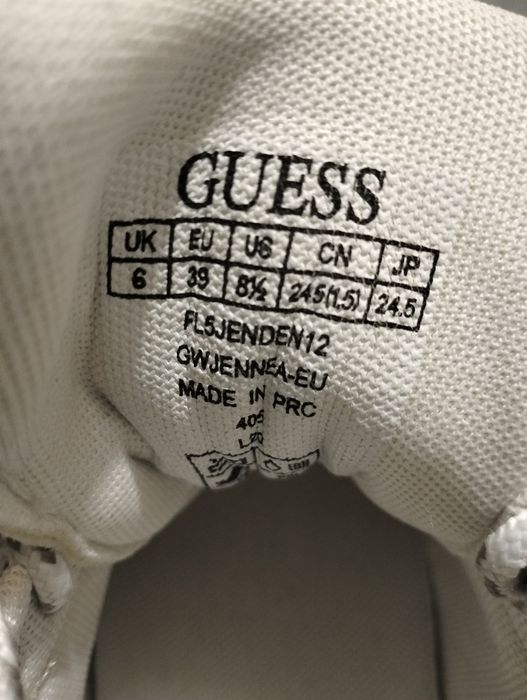 GUESS
UK EU US CN JP
6 39 8½ 245(1.5) 24.5
FL5JENDEN12
GWJENNEA-EU
MADE IN PRC